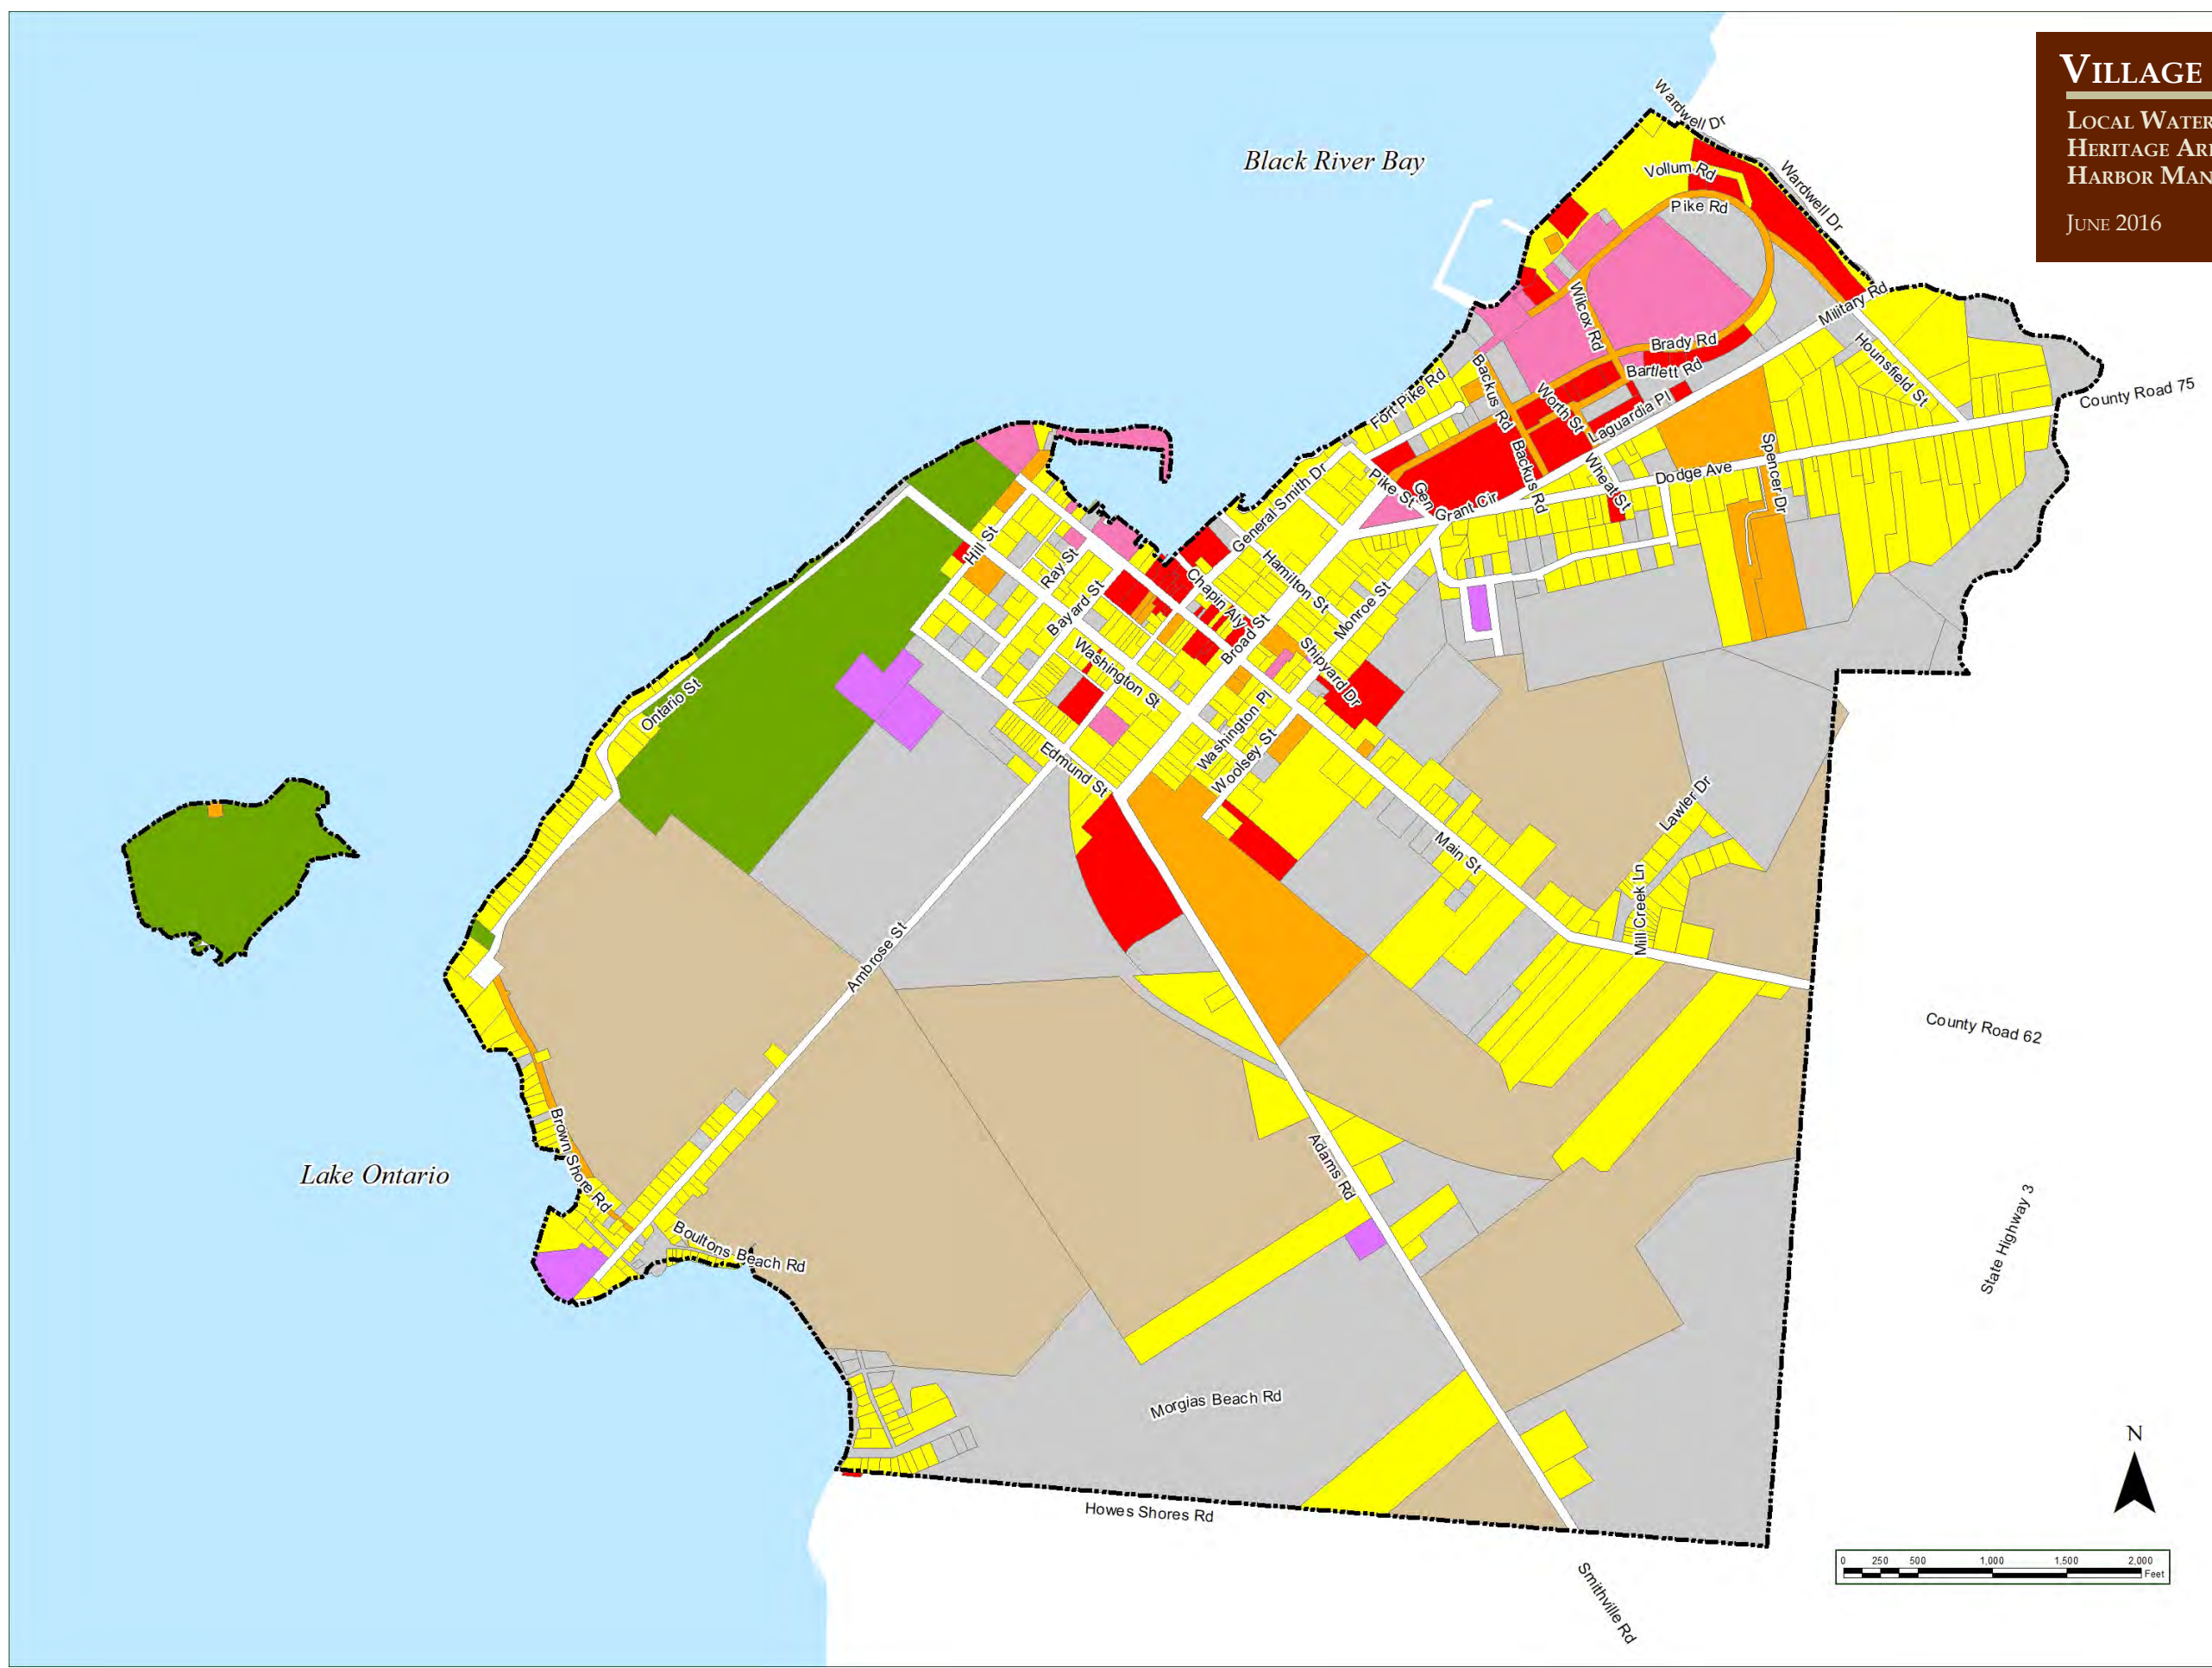 VILLAGE
LOCAL WATER
HERITAGE AR
HARBOR MAN
JUNE 2016
Black River Bay
Wardwell Dr
Vollum Rd
Wardwell Dr
Pike Rd
Military Rd
Wilcox Rd
Brady Rd
Bartlett Rd
Hounsfield St
County Road 75
Backus Rd
Fort Pike Rd
Worth St
Laguardia Pl
Spencer Dr
Dodge Ave
Wheat St
Backus Rd
Pike St
Gen Grant Cir
General Smith Dr
Hill St
Ray St
Hamilton St
Chapin Aly
Bayard St
Monroe St
Broad St
Shipyard Dr
Washington St
Ontario St
Washington Pl
Woolsey St
Edmund St
Lawler Dr
Main St
Mill Creek Ln
Ambrose St
County Road 62
Brown Shore Rd
Adams Rd
Lake Ontario
State Highway 3
Boultons Beach Rd
Morgias Beach Rd
Howes Shores Rd
Smithville Rd
N
0 250 500 1,000 1,500 2,000
Feet